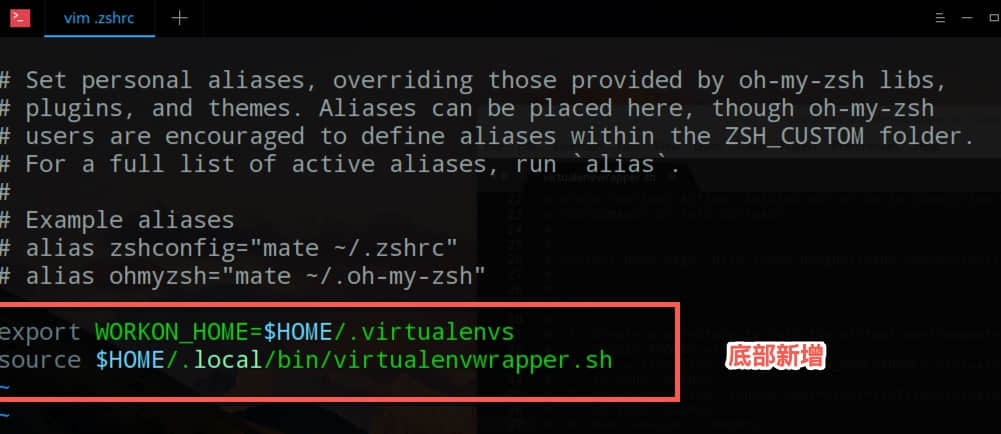 vim .zshrc
# Set personal aliases, overriding those provided by oh-my-zsh libs,
# plugins, and themes. Aliases can be placed here, though oh-my-zsh
# users are encouraged to define aliases within the ZSH_CUSTOM folder.
# For a full list of active aliases, run `alias`.
#
# Example aliases
# alias zshconfig="mate ~/.zshrc"
# alias ohmyzsh="mate ~/.oh-my-zsh"
export WORKON_HOME=$HOME/.virtualenvs
source $HOME/.local/bin/virtualenvwrapper.sh
底部新增
~
~
virtualenvwrapper.sh